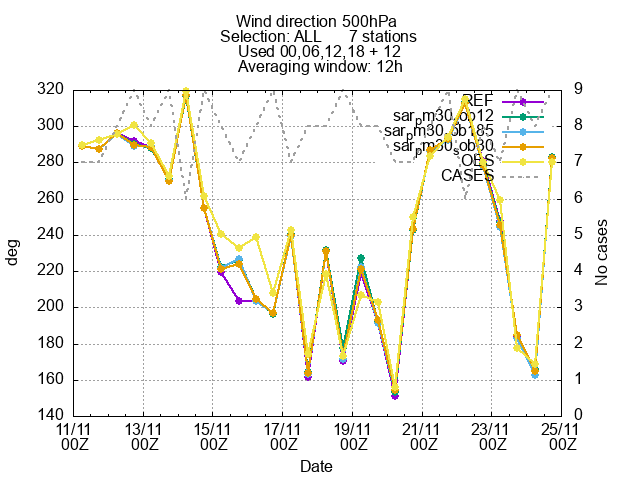 Wind direction 500hPa
Selection: ALL 7 stations
Used 00,06,12,18 + 12
Averaging window: 12h
deg
320
300
280
260
240
220
200
180
160
140
REF
CASES
No cases
9
8
7
6
5
4
3
2
1
0
11/11 13/11 15/11 17/11 19/11 21/11 23/11 25/11
00Z 00Z 00Z 00Z 00Z 00Z 00Z 00Z
Date